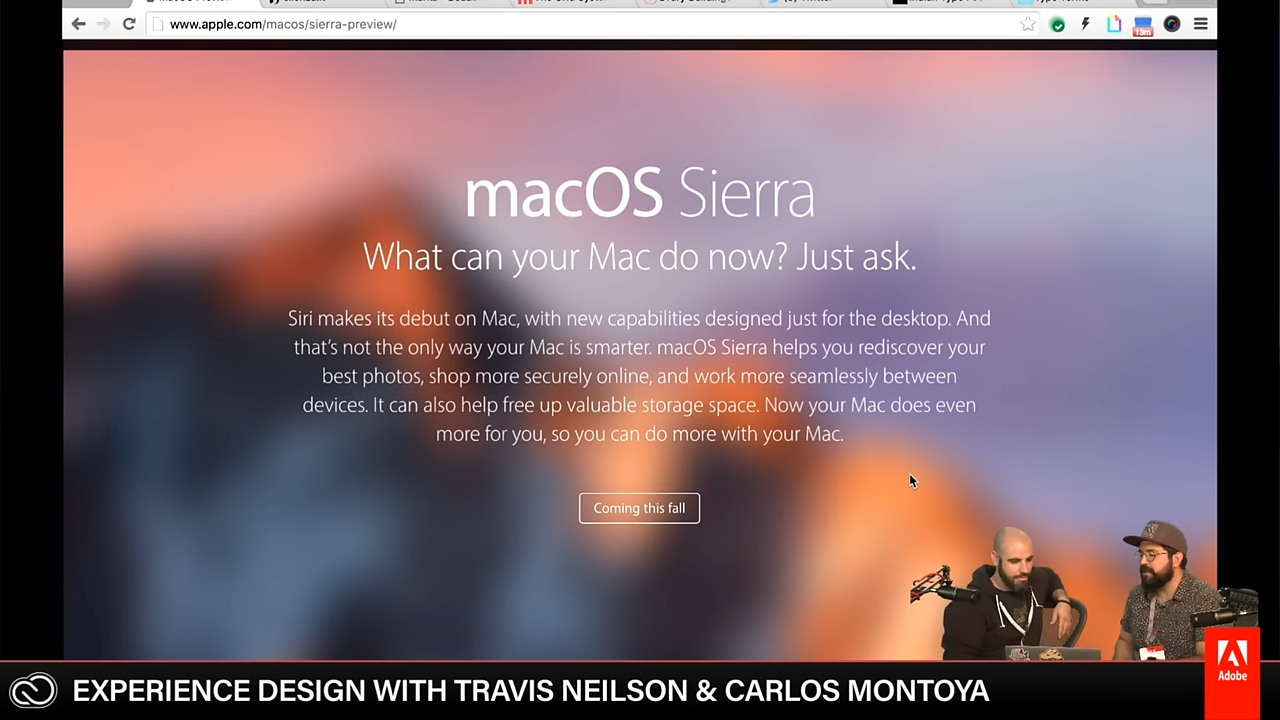 www.apple.com/macos/sierra-preview/
13m
macOS Sierra
What can your Mac do now? Just ask.
Siri makes its debut on Mac, with new capabilities designed just for the desktop. And
that’s not the only way your Mac is smarter. macOS Sierra helps you rediscover your
best photos, shop more securely online, and work more seamlessly between
devices. It can also help free up valuable storage space. Now your Mac does even
more for you, so you can do more with your Mac.
Coming this fall
EXPERIENCE DESIGN WITH TRAVIS NEILSON & CARLOS MONTOYA
Adobe